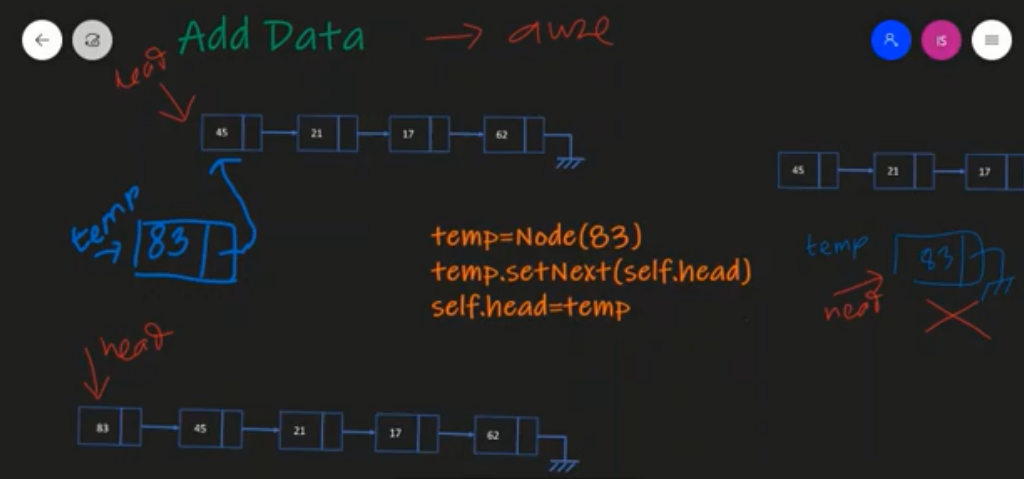 Add Data →
head
45 21 17 62
temp
83
temp=Node(83)
temp.setNext(self.head)
self.head=temp
45 21 17
temp 83
head
head
83 45 21 17 62
IS